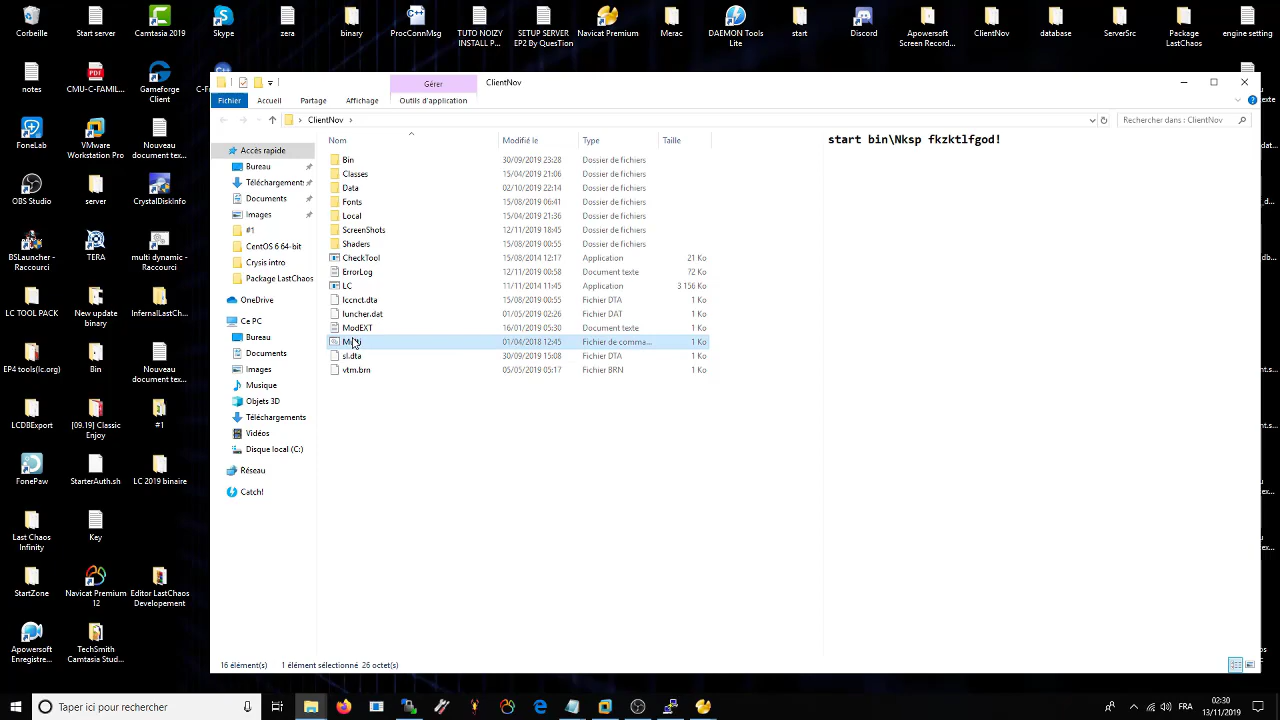 Corbeille
Start server
Camtasia 2019
Skype
zera
binary
ProcConnMsg
TUTO NOIZY
INSTALL P...
SETUP SERVER
EP2 By QuesTion
Navicat Premium
Merac
DAEMON Tools
Lite
start
Discord
Apowersoft
Screen Record...
ClientNov
database
ServerSrc
Package
LastChaos
engine setting
notes
CMU-C-FAMIL...
Gameforge
Client
FoneLab
VMware
Workstation Pro
Nouveau
document tex...
OBS Studio
server
CrystalDiskInfo
BSLauncher -
Raccourci
TERA
multi dynamic -
Raccourci
LC TOOL PACK
New update
binary
InfernalLastCh...
EP4 tools(lc.org)
Bin
Nouveau
document tex...
LCDBExport
[09.19] Classic
Enjoy
#1
FonePaw
StarterAuth.sh
LC 2019 binaire
Last Chaos
Infinity
Key
StartZone
Navicat Premium
12
Editor LastChaos
Developement
Apowersoft
Enregistre...
TechSmith
Camtasia Stud...
Gérer
ClientNov
Fichier
Accueil
Partage
Affichage
Outils d'application
ClientNov
Rechercher dans : ClientNov
Accès rapide
Bureau
Téléchargement
Documents
Images
#1
CentOS 6 64-bit
Crysis intro
Package LastChaos
OneDrive
Ce PC
Bureau
Documents
Images
Musique
Objets 3D
Téléchargements
Vidéos
Disque local (C:)
Réseau
Catch!
Nom Modifié le Type Taille
Bin 30/09/2019 23:28 Dossier de fichiers
Classes 15/04/2019 21:06 Dossier de fichiers
Data 02/10/2019 22:14 Dossier de fichiers
Fonts 15/08/2019 06:41 Dossier de fichiers
Local 15/04/2019 21:36 Dossier de fichiers
ScreenShots 12/11/2019 18:45 Dossier de fichiers
Shaders 15/08/2019 00:55 Dossier de fichiers
CheckTool 15/08/2014 12:17 Application 21 Ko
ErrorLog 12/11/2019 00:58 Document texte 72 Ko
LC 11/11/2014 11:45 Application 3 156 Ko
lccnct.dta 15/08/2019 00:55 Fichier DTA 1 Ko
luncher.dat 01/05/2019 02:26 Fichier DAT 1 Ko
ModEXT 16/01/2019 05:30 Document texte 1 Ko
Multi 01/04/2018 12:45 Fichier de comma... 1 Ko
sl.dta 30/09/2019 15:08 Fichier DTA 1 Ko
vtm.brn 05/05/2019 05:17 Fichier BRN 1 Ko
start bin\Nksp fkzktlfgod!
16 élément(s) 1 élément sélectionné 26 octet(s)
Taper ici pour rechercher
FRA
02:30
13/11/2019